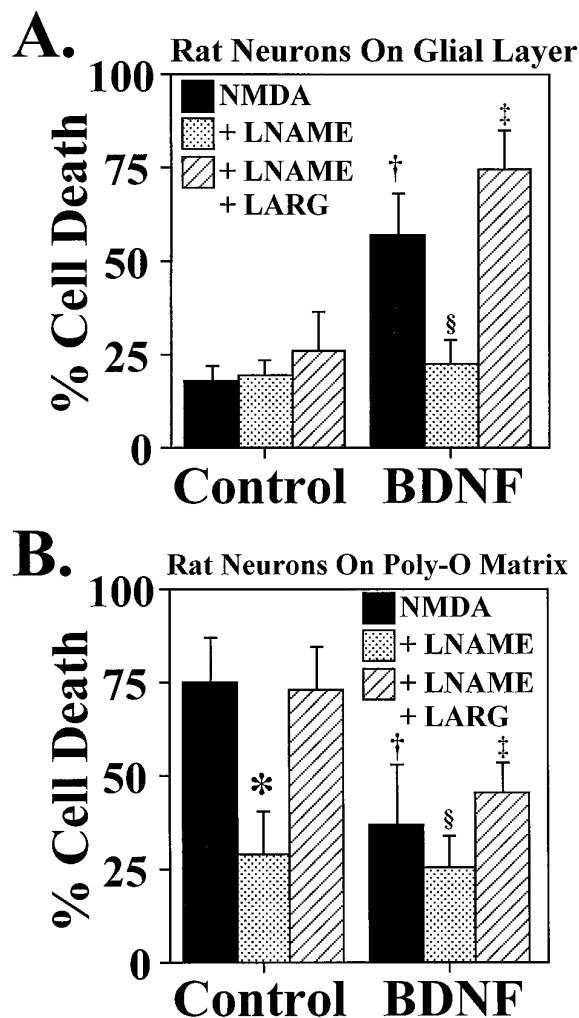 A.
Rat Neurons On Glial Layer
% Cell Death
100
75
50
25
0
NMDA
+ LNAME
+ LNAME
+ LARG
†
§
‡
Control BDNF
B.
Rat Neurons On Poly-O Matrix
% Cell Death
100
75
50
25
0
NMDA
+ LNAME
+ LNAME
+ LARG
*
†
§
‡
Control BDNF